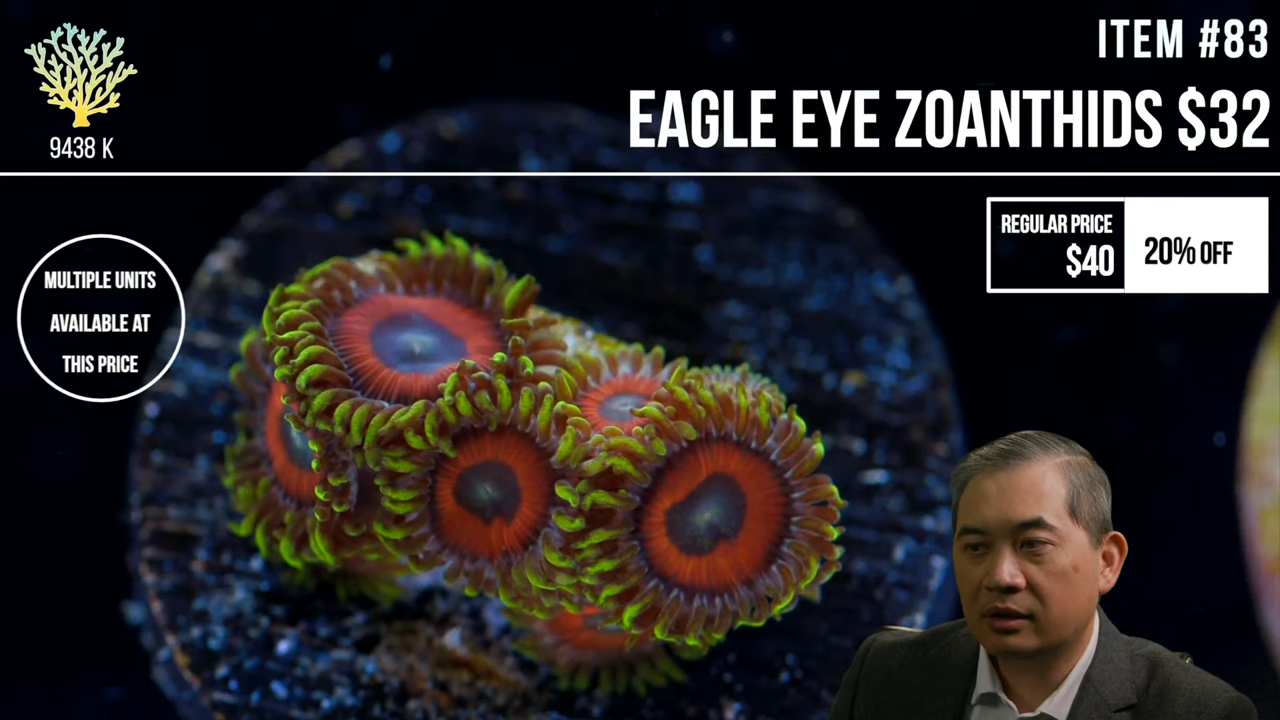 ITEM #83
EAGLE EYE ZOANTHIDS $32
9438 K
REGULAR PRICE
$40
20% OFF
MULTIPLE UNITS
AVAILABLE AT
THIS PRICE